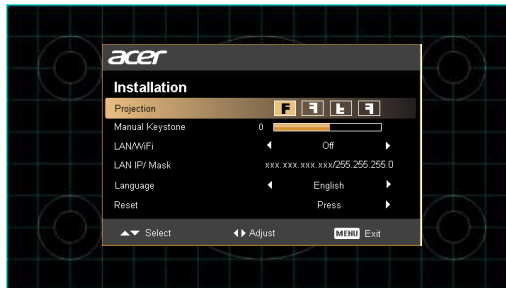 acer
Installation
Projection F F F F
Manual Keystone 0
LAN/WiFi Off
LAN IP/ Mask xxx.xxx.xxx.xxx/255.255.255.0
Language English
Reset Press
Select Adjust MENU Exit